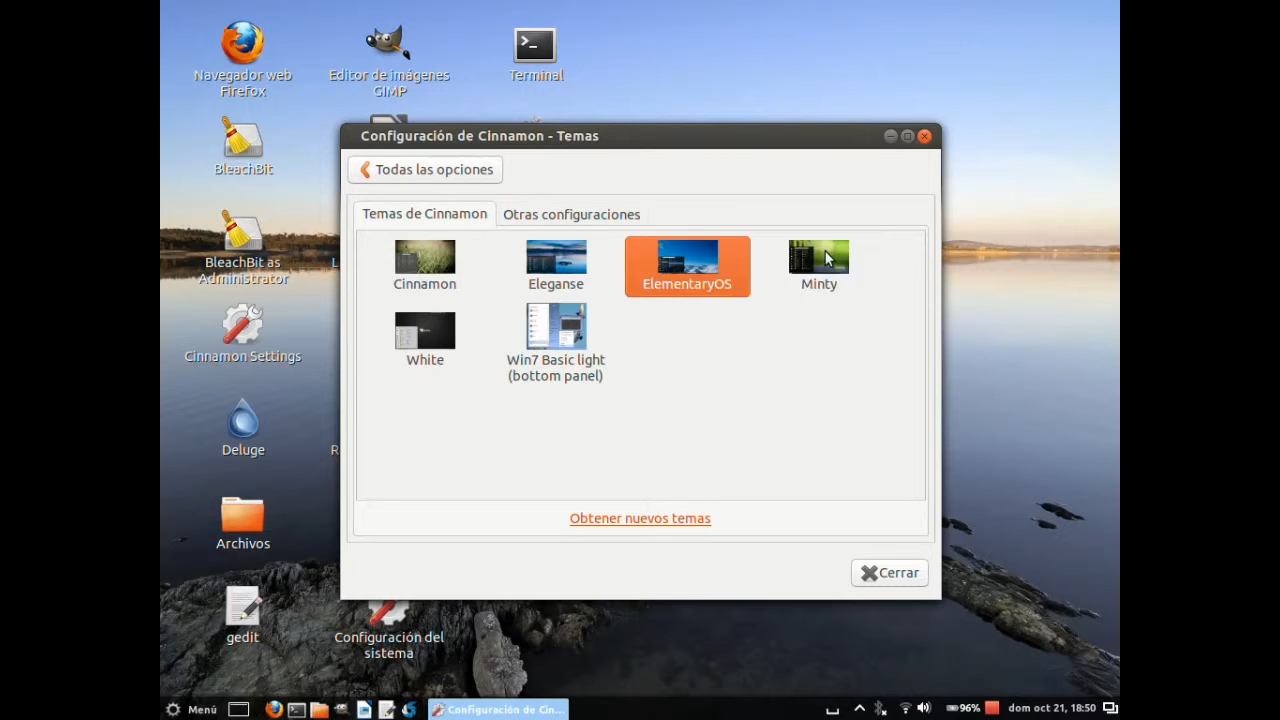 Navegador web
Firefox
Editor de imágenes
GIMP
Terminal
BleachBit
BleachBit as
Administrator
L
Cinnamon Settings
Deluge
R
Archivos
gedit
Configuración del
sistema
Configuración de Cinnamon - Temas
Todas las opciones
Temas de Cinnamon
Otras configuraciones
Cinnamon
Eleganse
ElementaryOS
Minty
White
Win7 Basic light
(bottom panel)
Obtener nuevos temas
Cerrar
Menú
Configuración de Cin...
96%
dom oct 21, 18:50